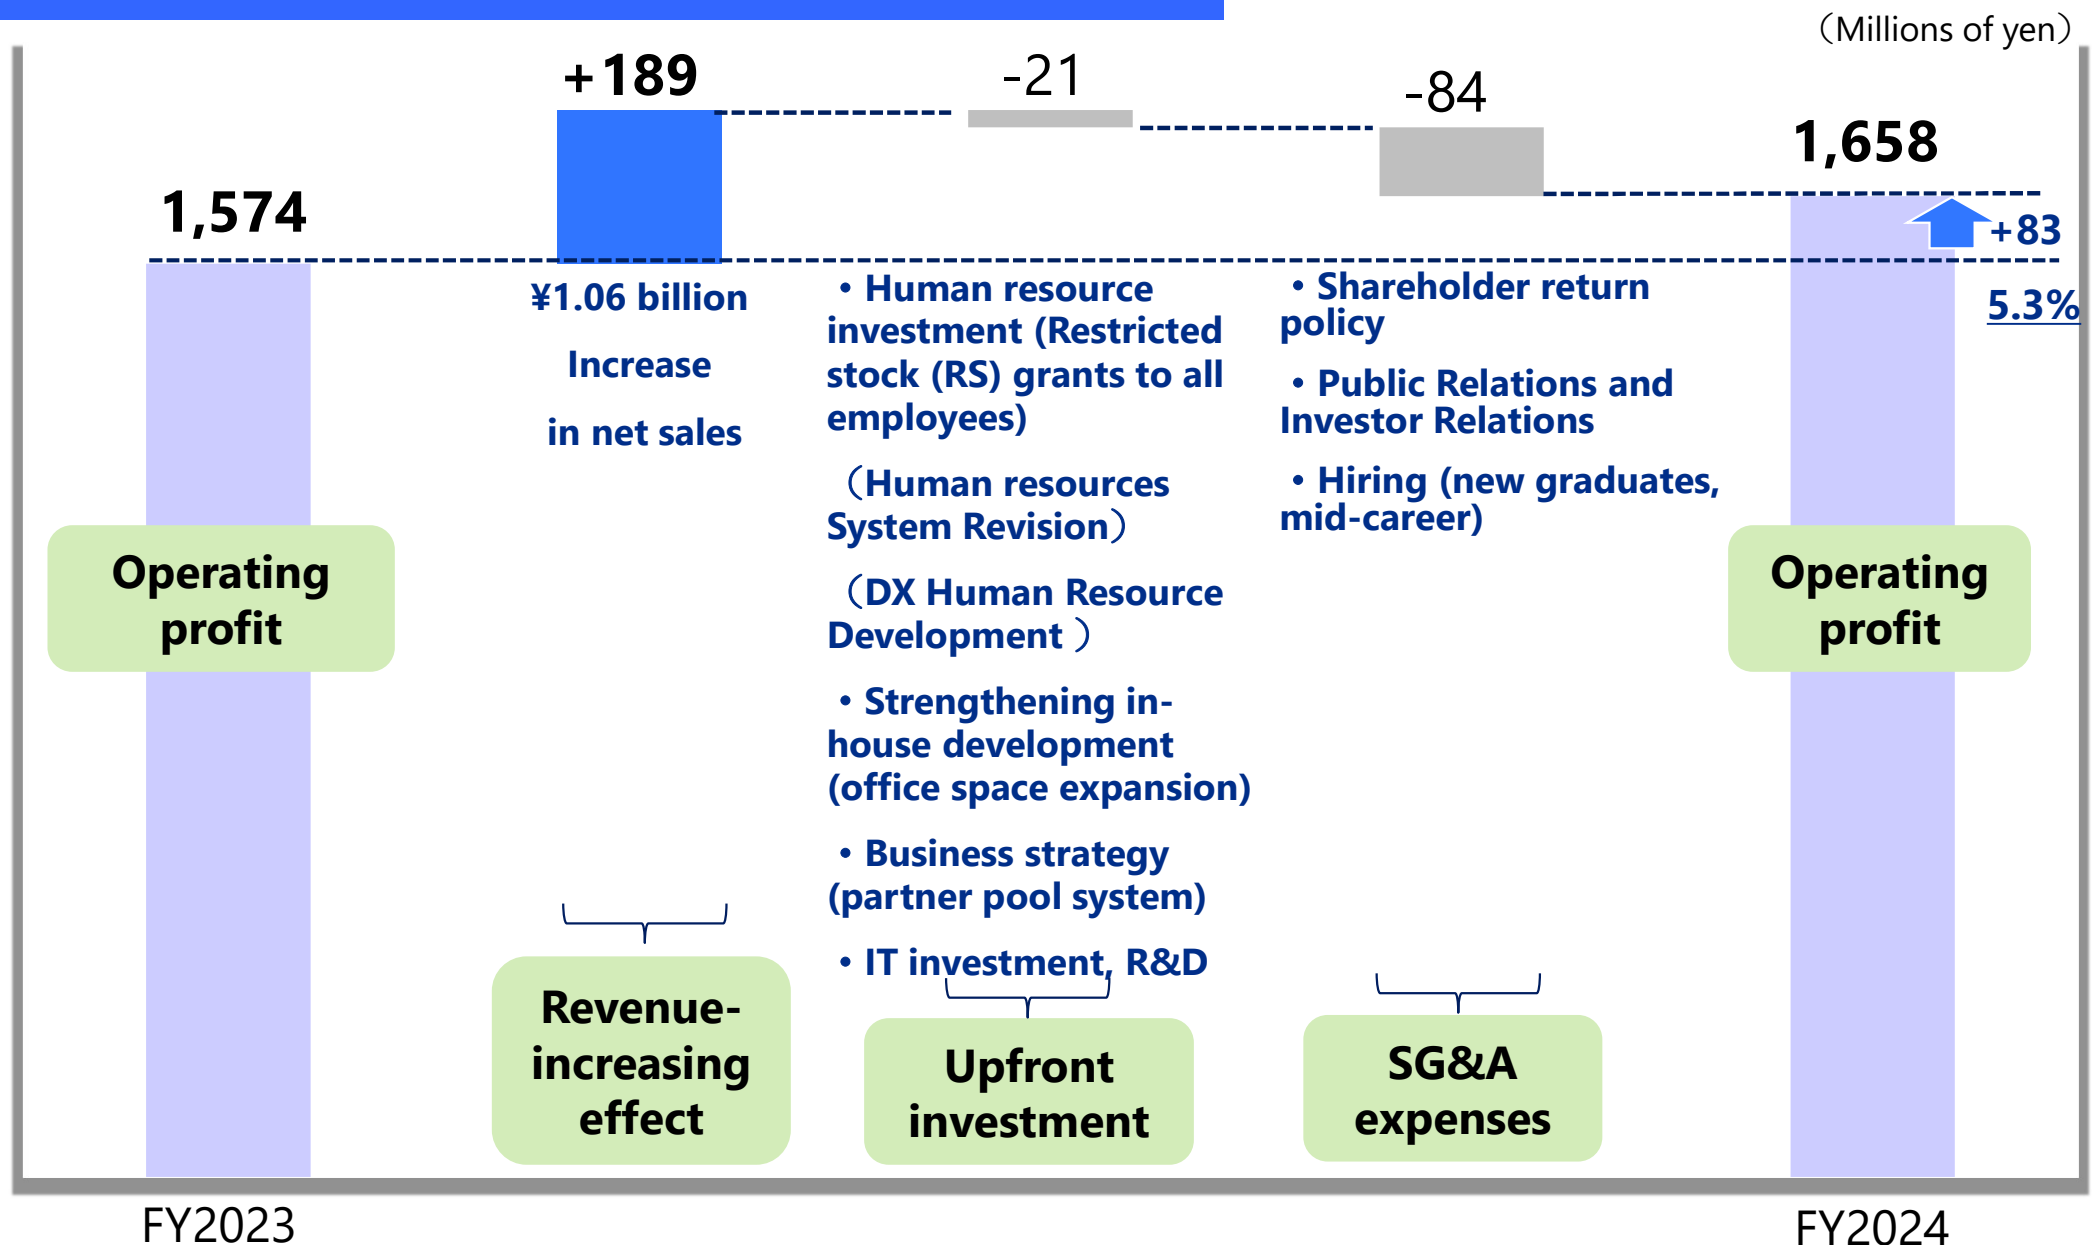 （Millions of yen）
+189
-21
-84
1,658
1,574
+83
5.3%
¥1.06 billion
Increase
in net sales
・Human resource
investment (Restricted
stock (RS) grants to all
employees)
（Human resources
System Revision）
（DX Human Resource
Development ）
・Strengthening in-
house development
(office space expansion)
・Business strategy
(partner pool system)
・IT investment, R&D
・Shareholder return
policy
・Public Relations and
Investor Relations
・Hiring (new graduates,
mid-career)
Operating
profit
Operating
profit
Revenue-
increasing
effect
Upfront
investment
SG&A
expenses
FY2023
FY2024